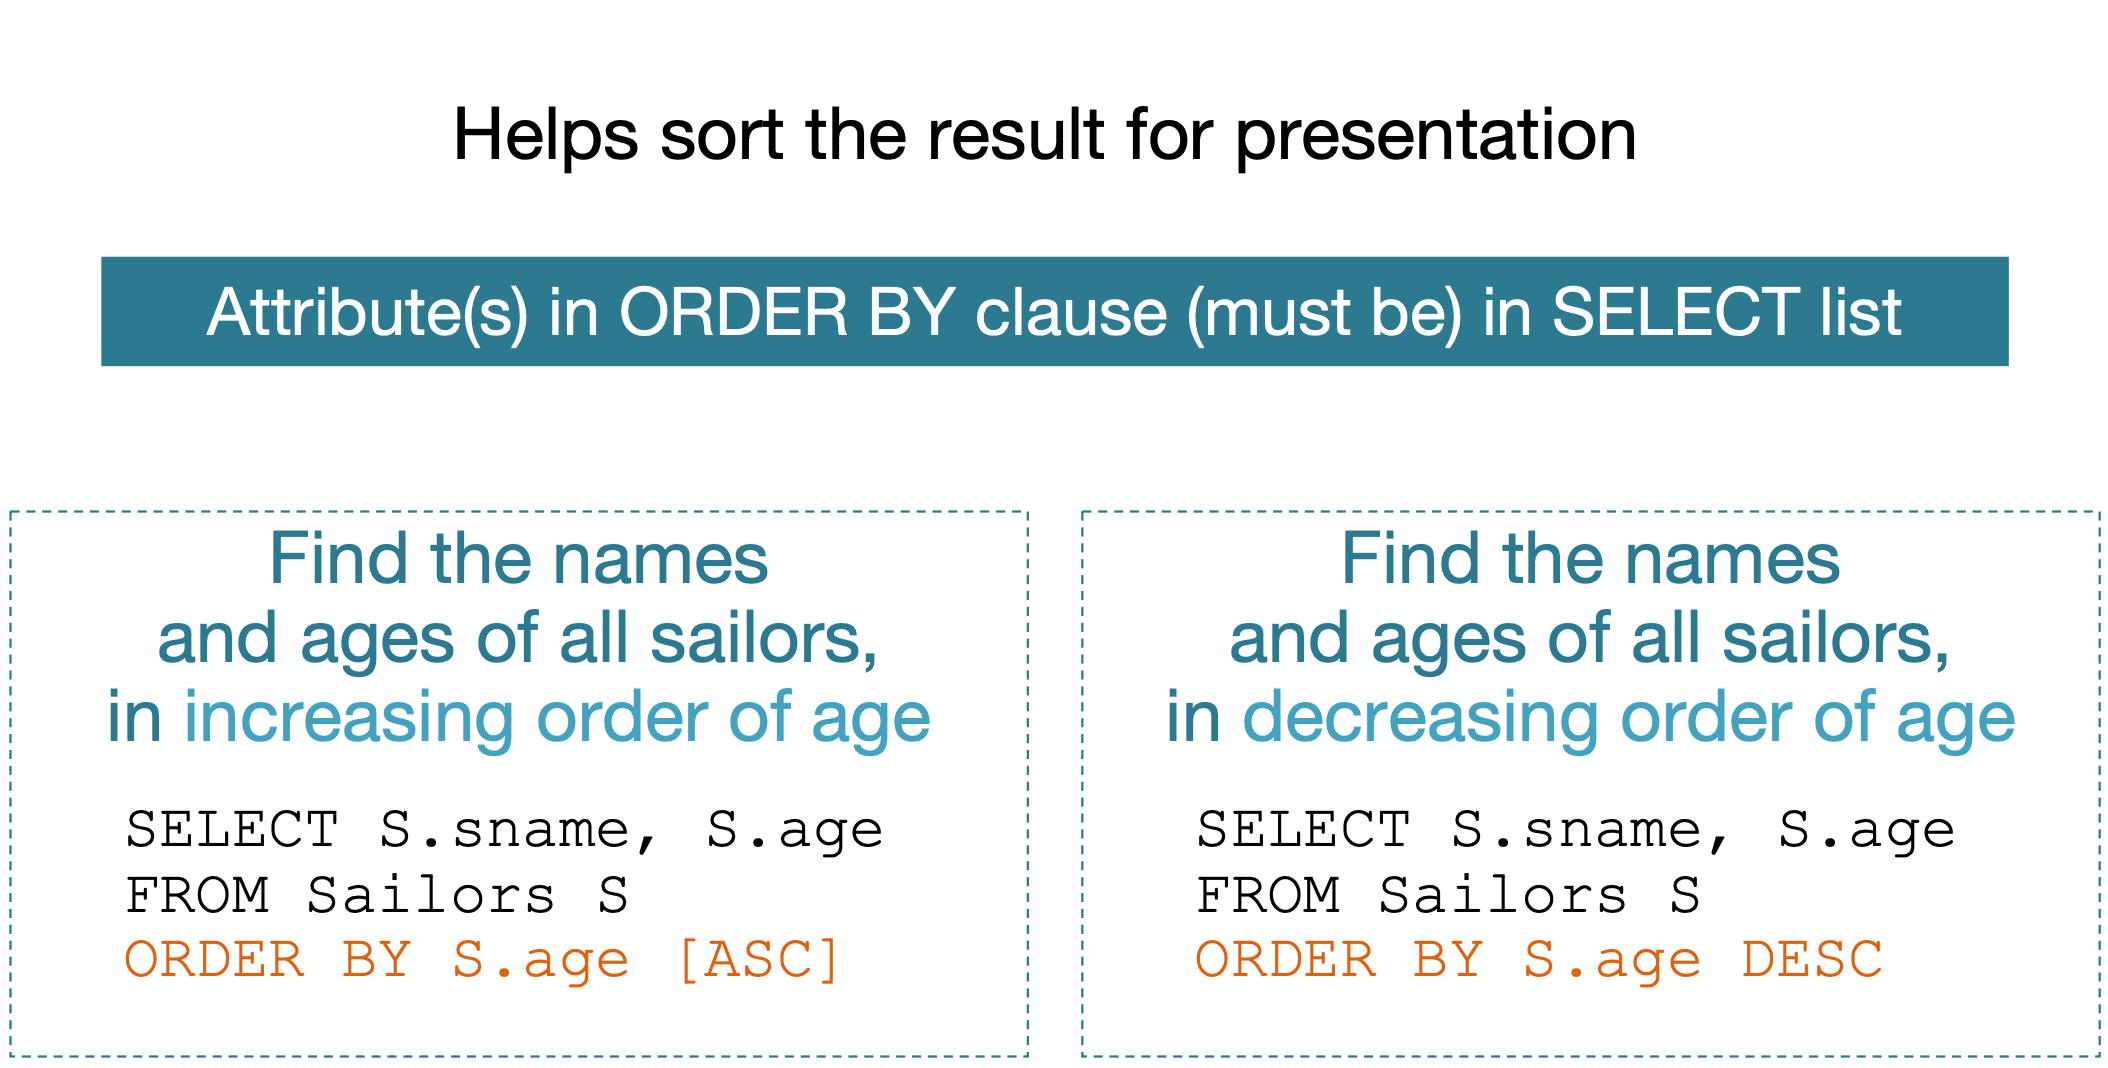 Helps sort the result for presentation
Attribute(s) in ORDER BY clause (must be) in SELECT list
Find the names
and ages of all sailors,
in increasing order of age
SELECT S.sname, S.age
FROM Sailors S
ORDER BY S.age [ASC]
Find the names
and ages of all sailors,
in decreasing order of age
SELECT S.sname, S.age
FROM Sailors S
ORDER BY S.age DESC